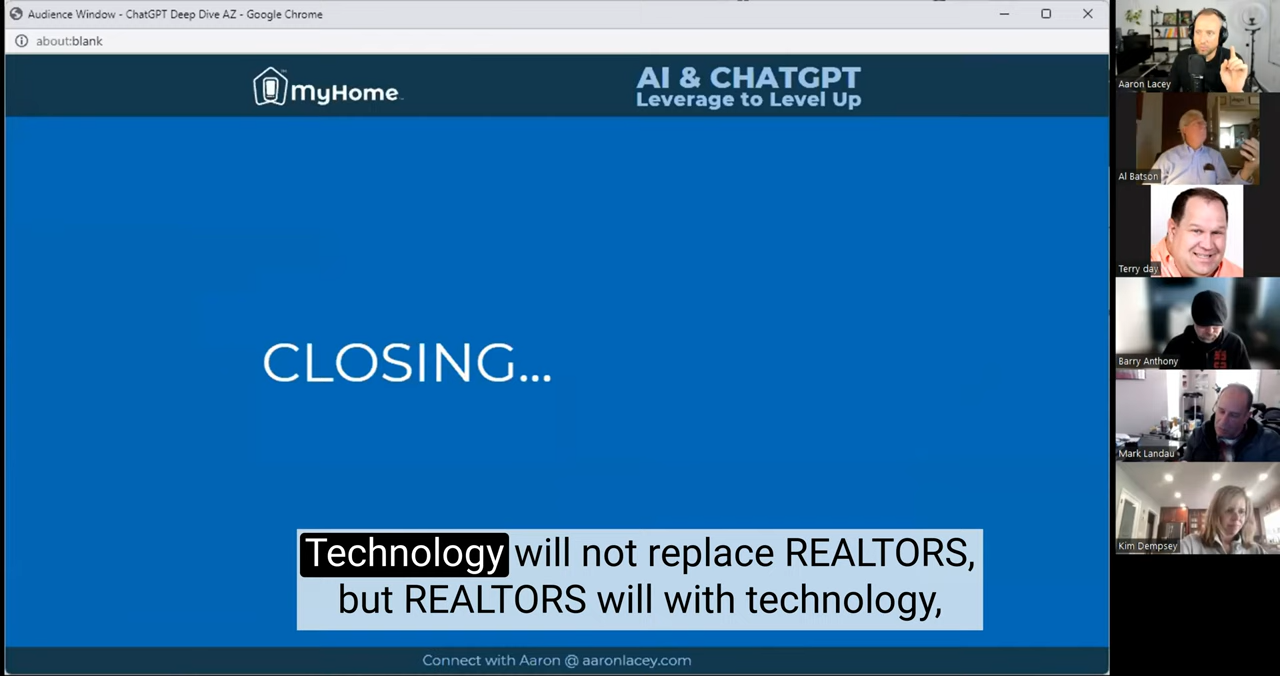 Audience Window - ChatGPT Deep Dive AZ - Google Chrome
about:blank
MyHome
AI & CHATGPT
Leverage to Level Up
CLOSING...
Technology will not replace REALTORS,
but REALTORS will with technology,
Connect with Aaron @ aaronlacey.com
Aaron Lacey
Al Batson
Terry day
Barry Anthony
Mark Landau
Kim Dempsey